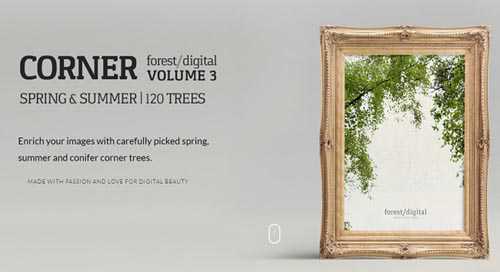 CORNER forest/digital
VOLUME 3
SPRING & SUMMER | 120 TREES
Enrich your images with carefully picked spring,
summer and conifer corner trees.
MADE WITH PASSION AND LOVE FOR DIGITAL BEAUTY
forest/digital